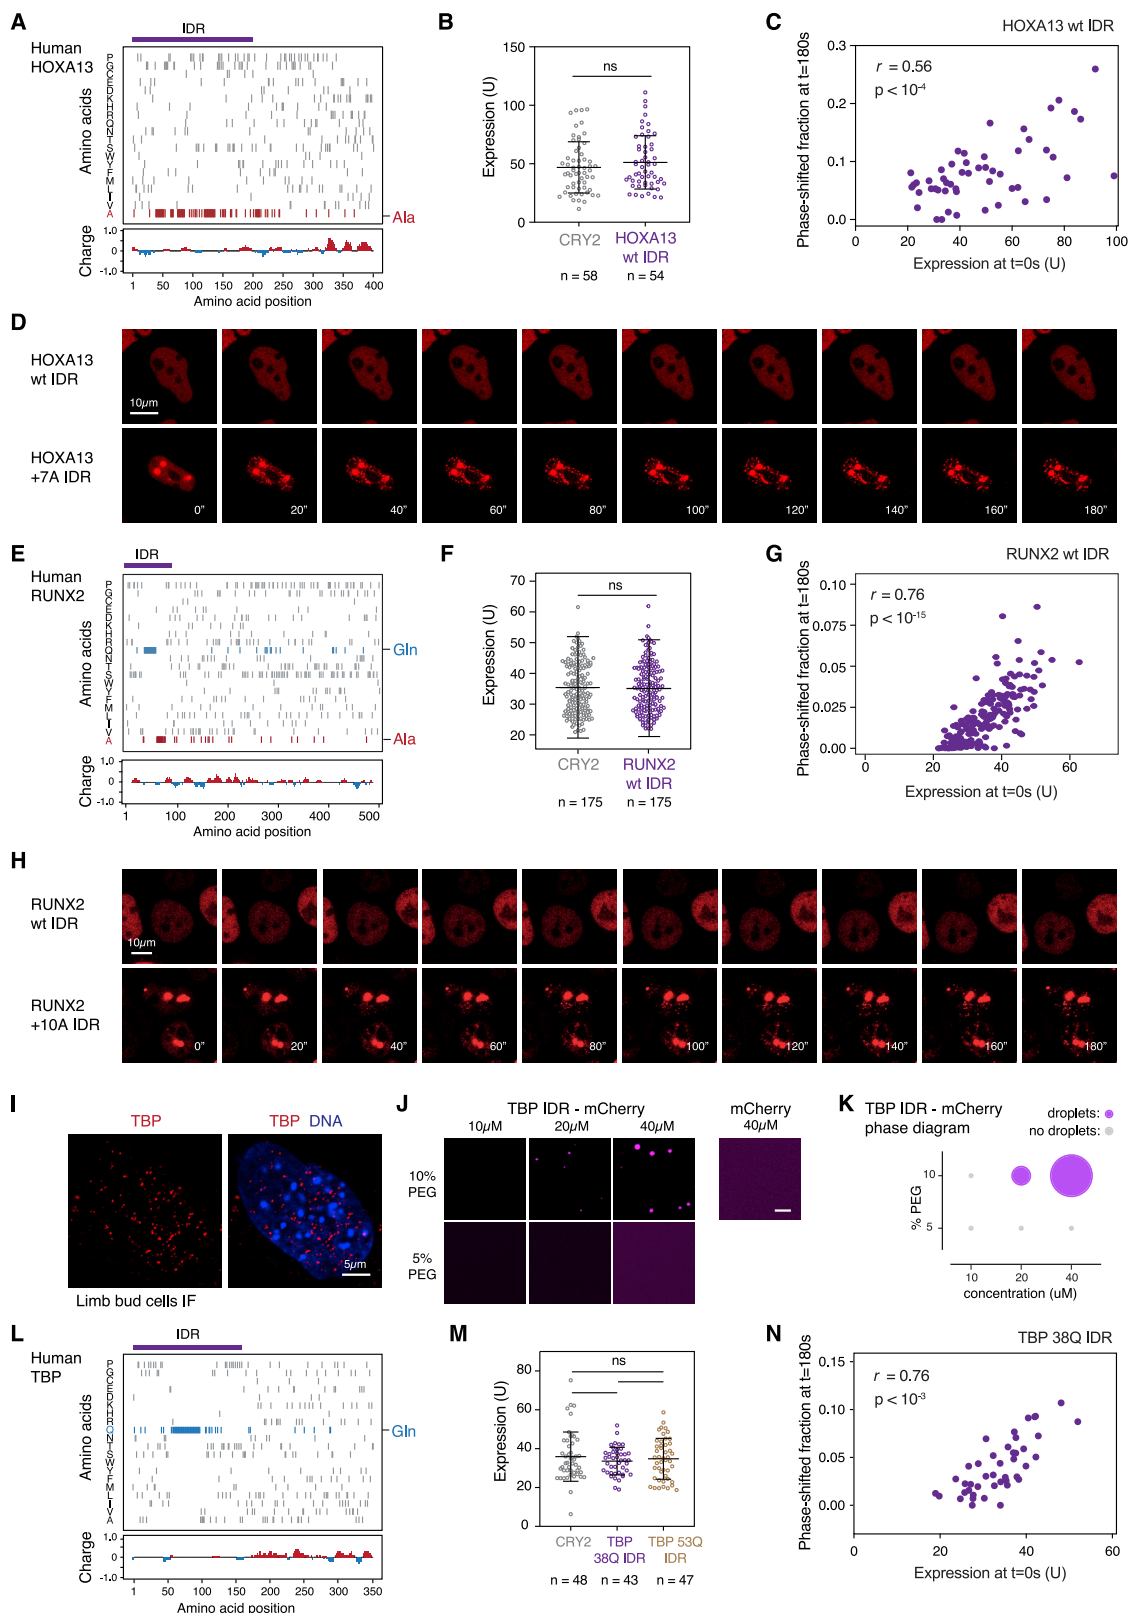 A
IDR
Human
HOXA13
Amino acids
P
G
C
E
D
K
H
R
Q
N
T
S
W
Y
F
M
L
I
V
A
Ala
Charge
1.0
0
-1.0
1
50
100
150
200
250
300
350
400
Amino acid position
B
ns
Expression (U)
150
100
50
0
CRY2
HOXA13
wt IDR
n = 58
n = 54
C
HOXA13 wt IDR
r = 0.56
p < 10-4
Phase-shifted fraction at t=180s
0.3
0.2
0.1
0.0
0
20
40
60
80
100
Expression at t=0s (U)
D
HOXA13
wt IDR
10µm
HOXA13
+7A IDR
0”
20”
40”
60”
80”
100”
120”
140”
160”
180”
E
IDR
Human
RUNX2
Amino acids
P
G
C
E
D
K
H
R
Q
N
T
S
W
Y
F
M
L
I
V
A
Gln
Ala
Charge
1.0
0
-1.0
1
100
200
300
400
500
Amino acid position
F
ns
Expression (U)
70
60
50
40
30
20
CRY2
RUNX2
wt IDR
n = 175
n = 175
G
RUNX2 wt IDR
r = 0.76
p < 10-15
Phase-shifted fraction at t=180s
0.10
0.075
0.05
0.025
0.00
0
20
40
60
Expression at t=0s (U)
H
RUNX2
wt IDR
10µm
RUNX2
+10A IDR
0”
20”
40”
60”
80”
100”
120”
140”
160”
180”
I
TBP
TBP DNA
5µm
Limb bud cells IF
J
TBP IDR - mCherry
10µM
20µM
40µM
mCherry
40µM
10%
PEG
5%
PEG
K
TBP IDR - mCherry
phase diagram
droplets:
no droplets:
% PEG
10
5
10
20
40
concentration (uM)
L
IDR
Human
TBP
Amino acids
P
G
C
E
D
K
H
R
Q
N
T
S
W
Y
F
M
L
I
V
A
Gln
Charge
1.0
0
-1.0
1
50
100
150
200
250
300
350
Amino acid position
M
ns
Expression (U)
80
60
40
20
0
CRY2
TBP
38Q IDR
TBP 53Q
IDR
n = 48
n = 43
n = 47
N
TBP 38Q IDR
r = 0.76
p < 10-3
Phase-shifted fraction at t=180s
0.15
0.10
0.05
0.00
0
20
40
60
Expression at t=0s (U)